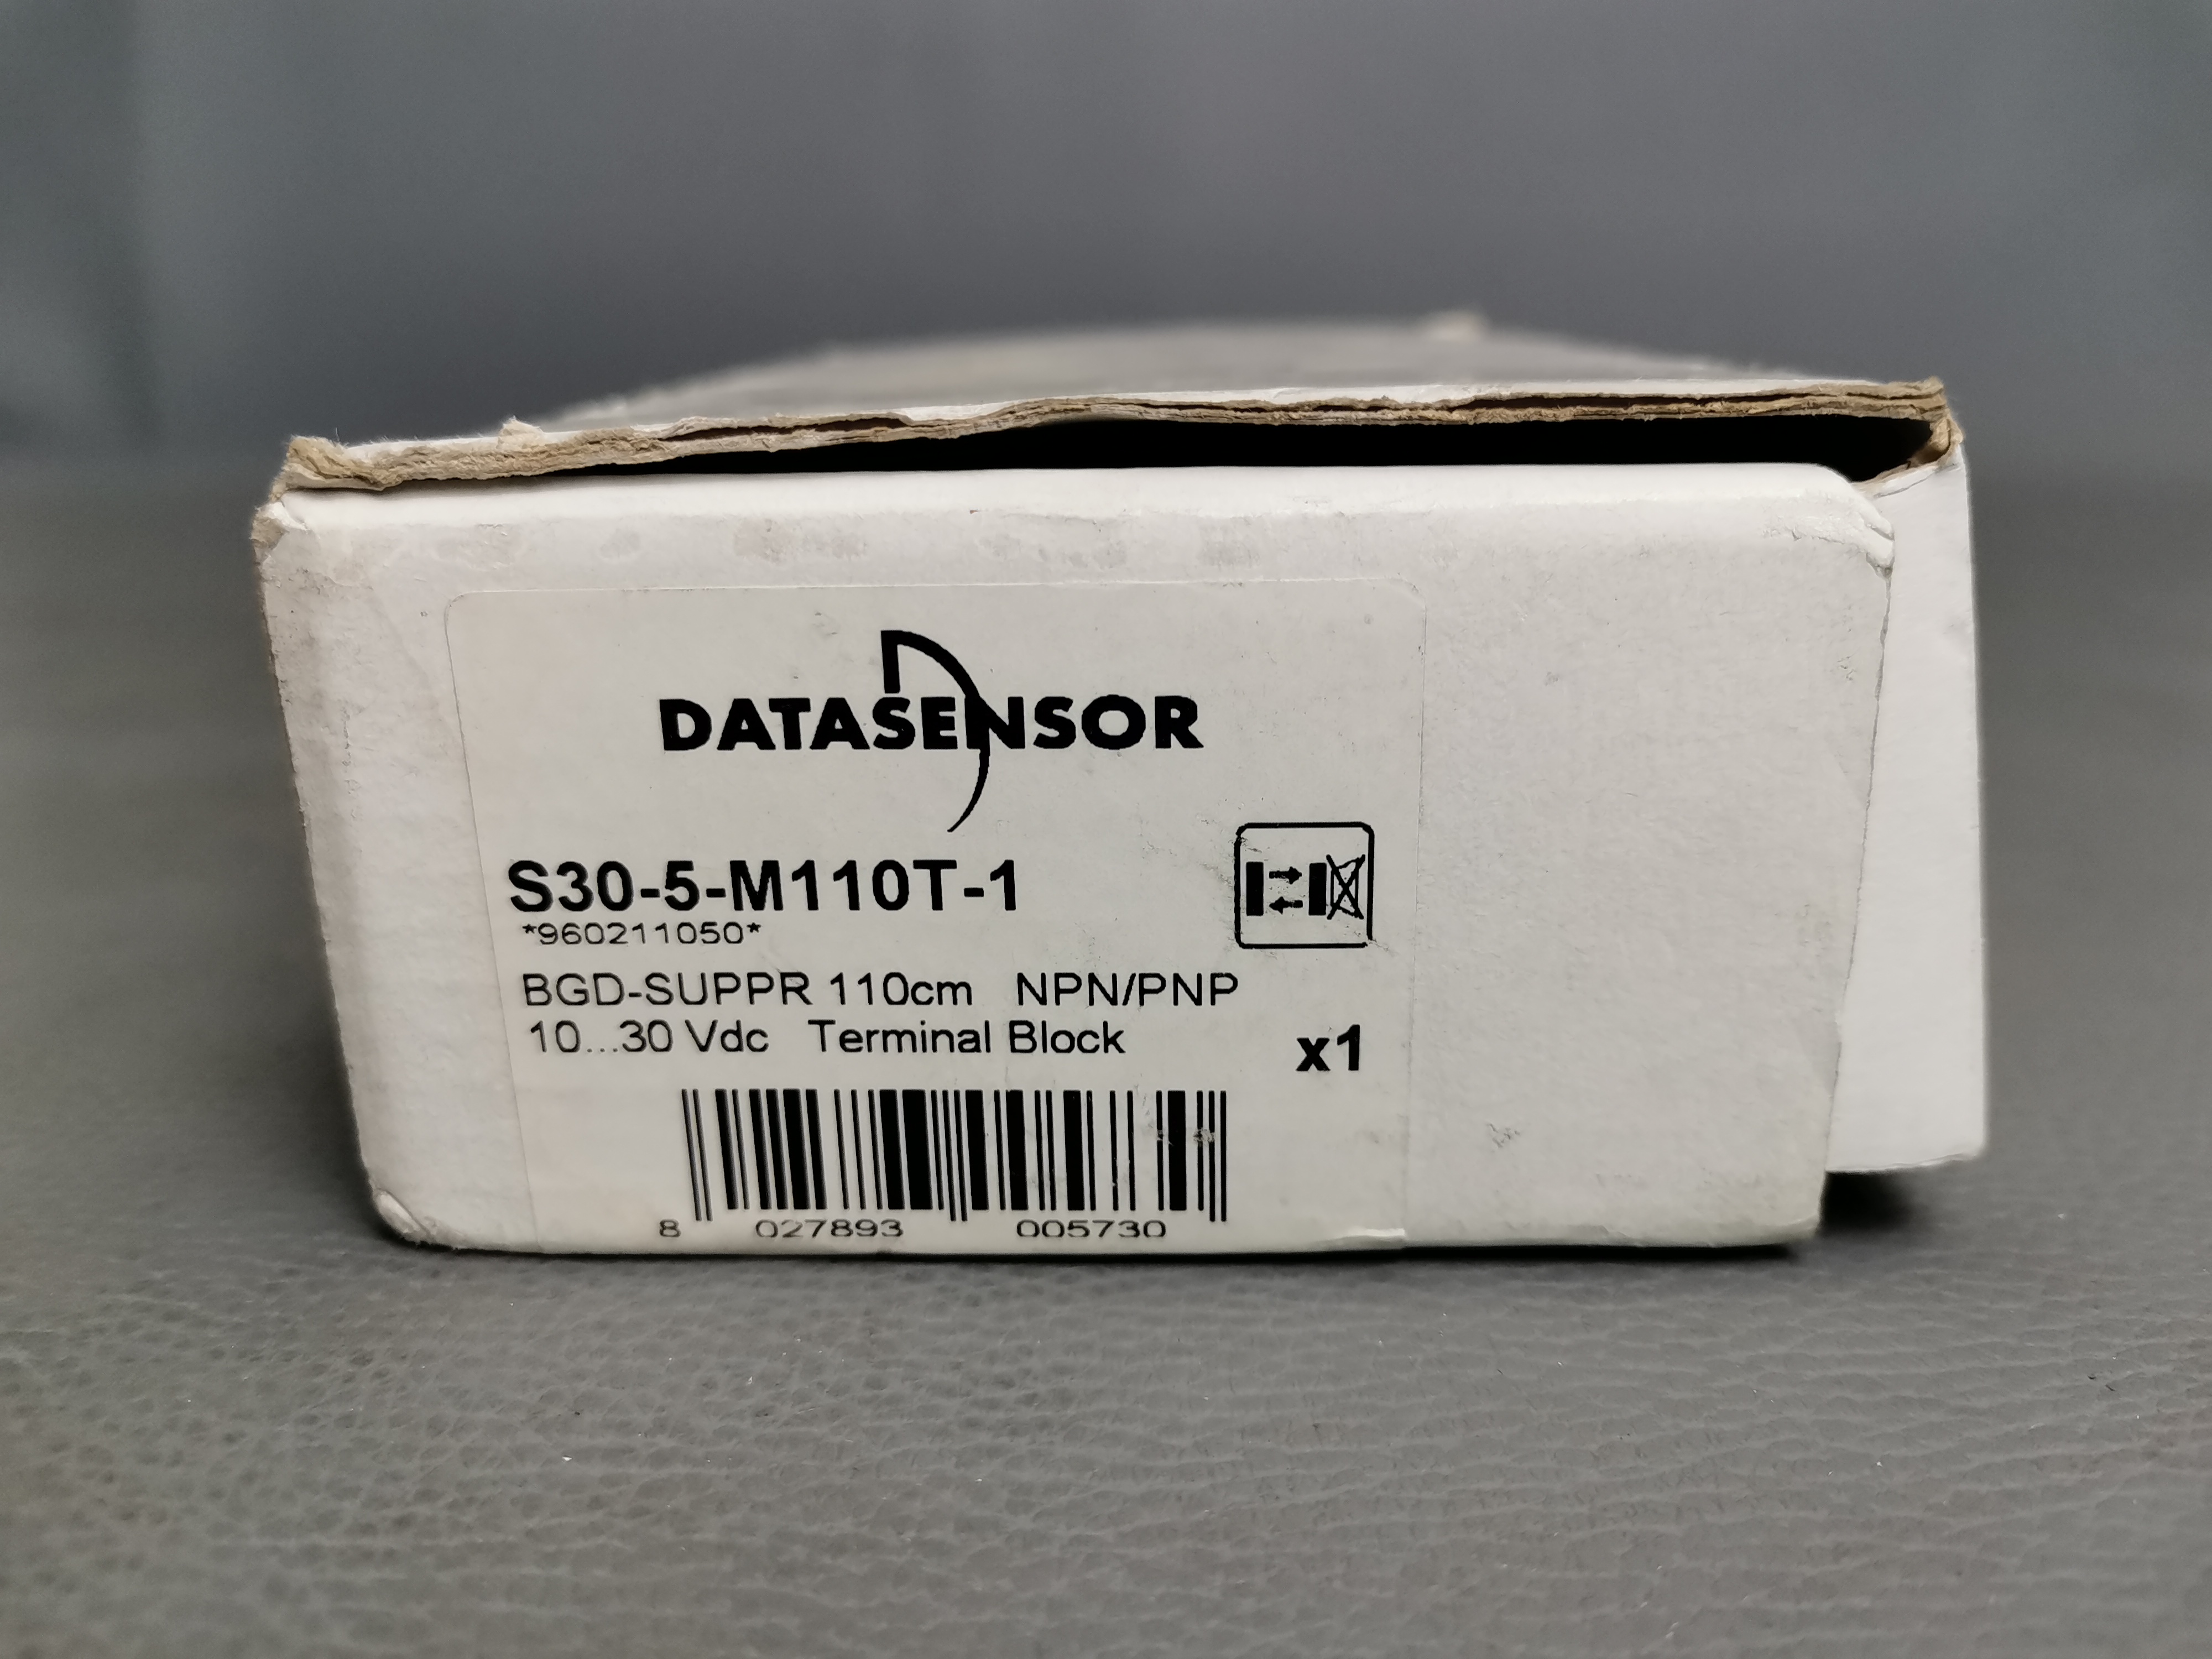 DATASENSOR
S30-5-M110T-1
*960211050*
BGD-SUPPR 110cm NPN/PNP
10...30 Vdc Terminal Block
x1
8 027893 005730